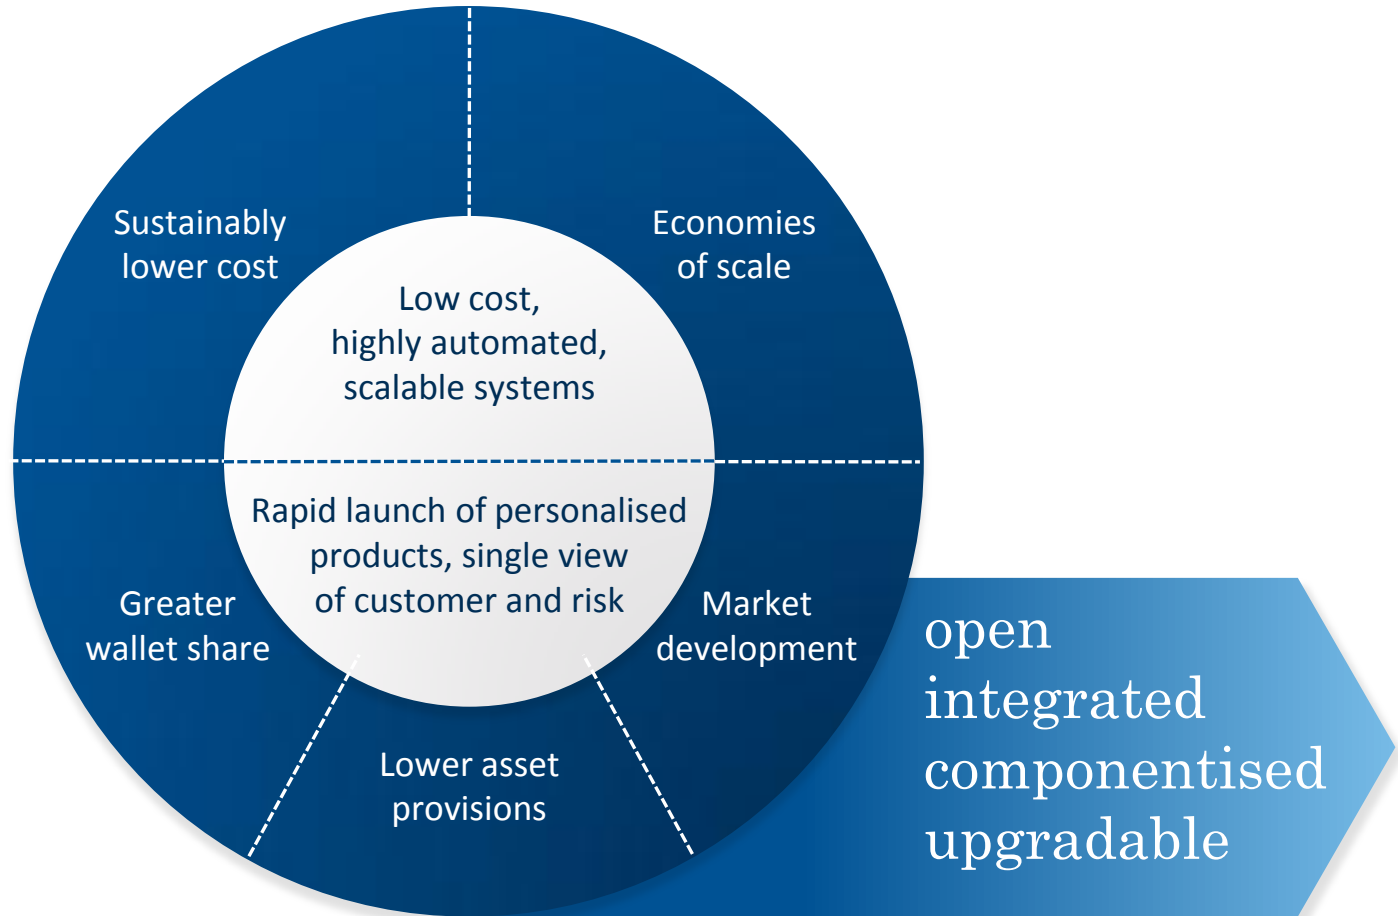 Sustainably
lower cost
Economies
of scale
Low cost,
highly automated,
scalable systems
Rapid launch of personalised
products, single view
of customer and risk
Greater
wallet share
Market
development
Lower asset
provisions
open
integrated
componentised
upgradable